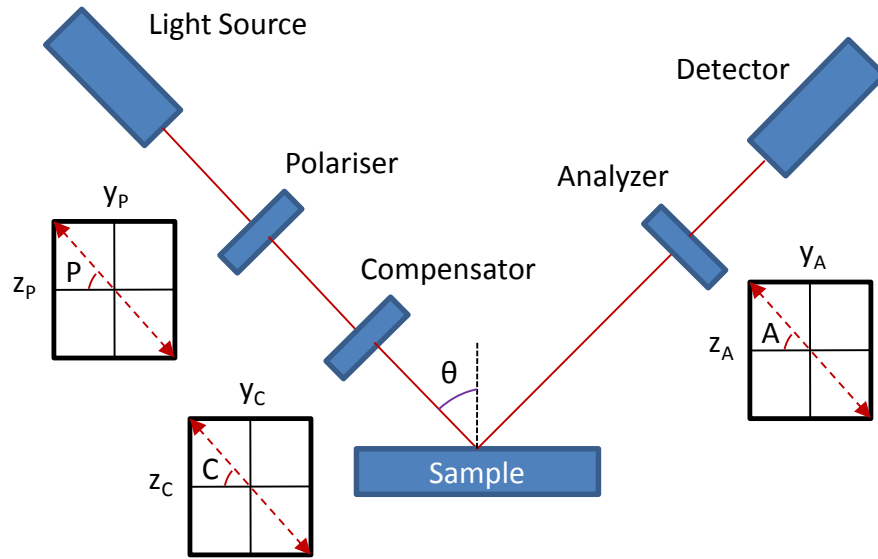 Light Source
Detector
Polariser
Analyzer
y_P
P
z_P
Compensator
y_A
A
z_A
θ
y_C
C
z_C
Sample